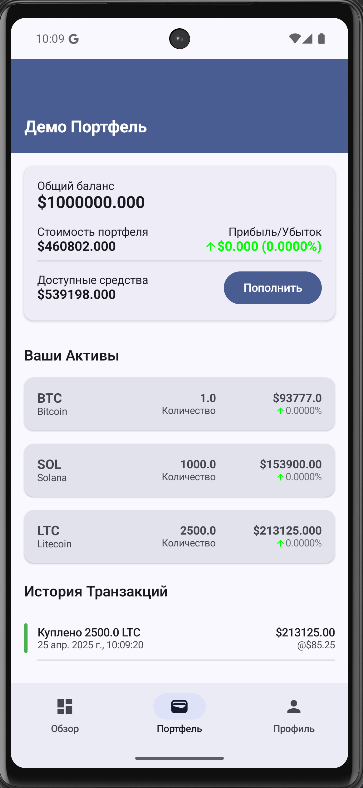 10:09 G
Демо Портфель
Общий баланс
$1000000.000
Стоимость портфеля Прибыль/Убыток
$460802.000 ↑$0.000 (0.0000%)
Доступные средства
$539198.000
Пополнить
Ваши Активы
BTC 1.0 $93777.0
Bitcoin Количество ↑0.0000%
SOL 1000.0 $153900.00
Solana Количество ↑0.0000%
LTC 2500.0 $213125.000
Litecoin Количество ↑0.0000%
История Транзакций
Куплено 2500.0 LTC $213125.00
25 апр. 2025 г., 10:09:20 @$85.25
Обзор Портфель Профиль